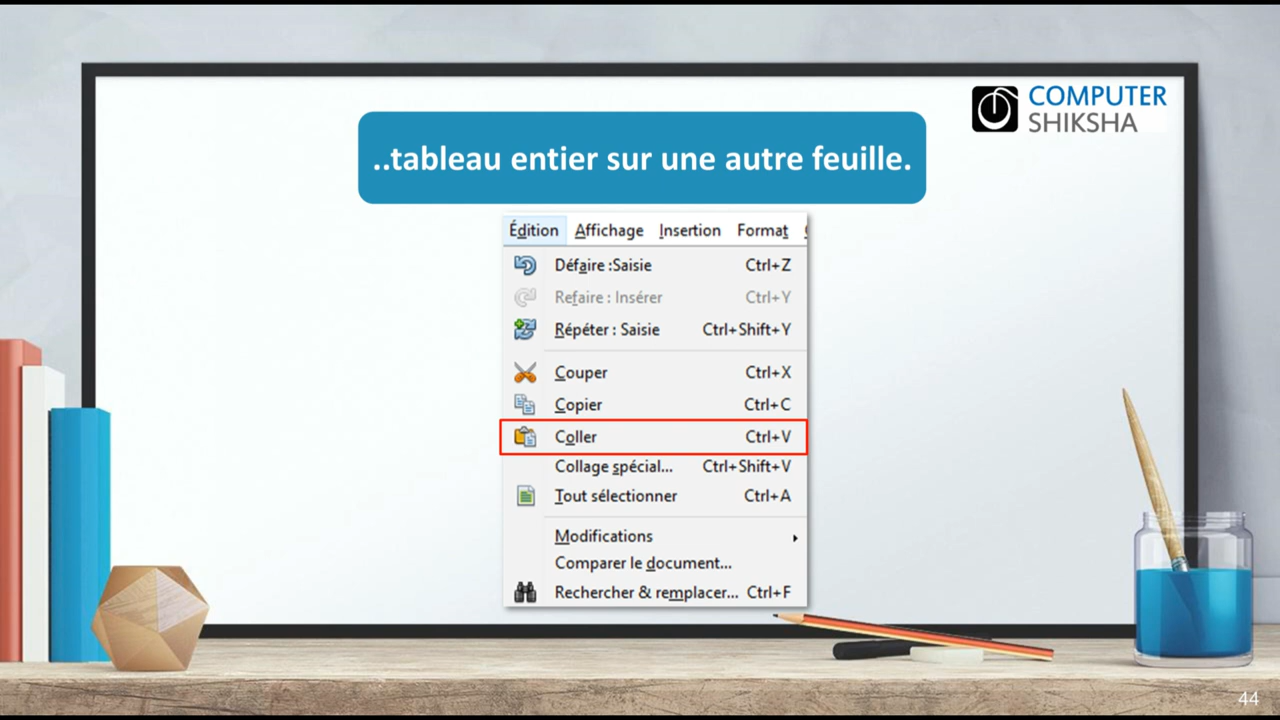 COMPUTER
SHIKSHA
..tableau entier sur une autre feuille.
Édition Affichage Insertion Format
Défaire :Saisie Ctrl+Z
Refaire : Insérer Ctrl+Y
Répéter : Saisie Ctrl+Shift+Y
Couper Ctrl+X
Copier Ctrl+C
Coller Ctrl+V
Collage spécial... Ctrl+Shift+V
Tout sélectionner Ctrl+A
Modifications
Comparer le document...
Rechercher & remplacer... Ctrl+F
44